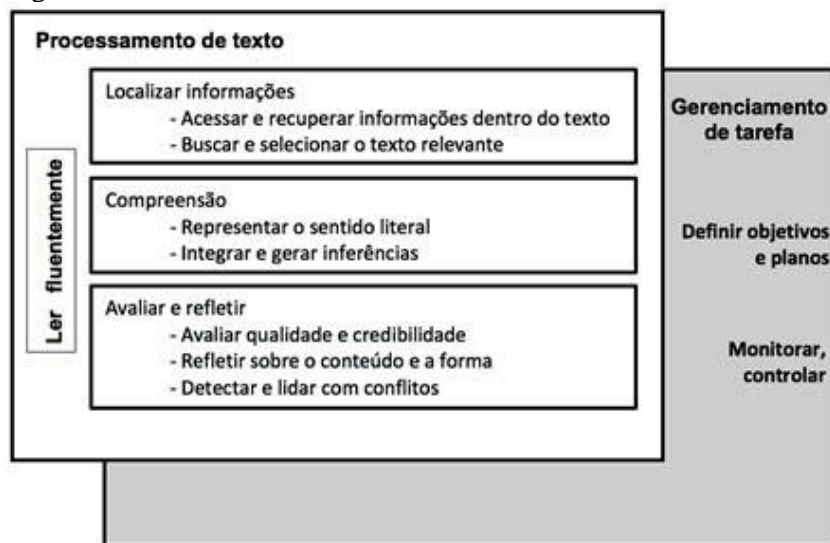 Processamento de texto
Ler fluentemente
Localizar informações
- Acessar e recuperar informações dentro do texto
- Buscar e selecionar o texto relevante
Compreensão
- Representar o sentido literal
- Integrar e gerar inferências
Avaliar e refletir
- Avaliar qualidade e credibilidade
- Refletir sobre o conteúdo e a forma
- Detectar e lidar com conflitos
Gerenciamento
de tarefa
Definir objetivos
e planos
Monitorar,
controlar